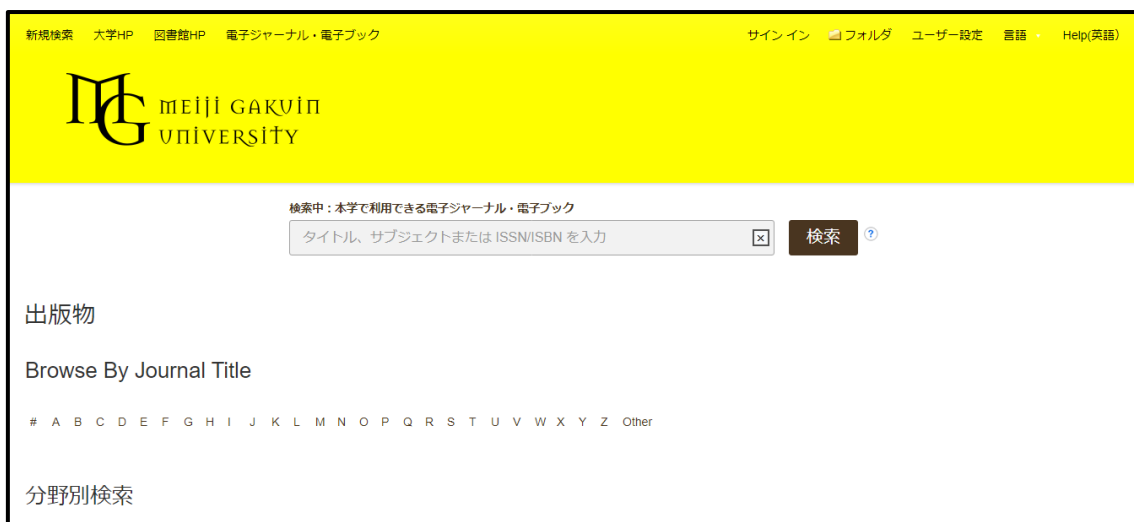 新規検索 大学HP 図書館HP 電子ジャーナル・電子ブック サインイン フォルダ ユーザー設定 言語 Help(英語)
MG MEIJI GAKUIN
UNIVERSITY
検索中:本学で利用できる電子ジャーナル・電子ブック
タイトル、サブジェクトまたは ISSN/ISBN を入力 検索 ?
出版物
Browse By Journal Title
# A B C D E F G H I J K L M N O P Q R S T U V W X Y Z Other
分野別検索